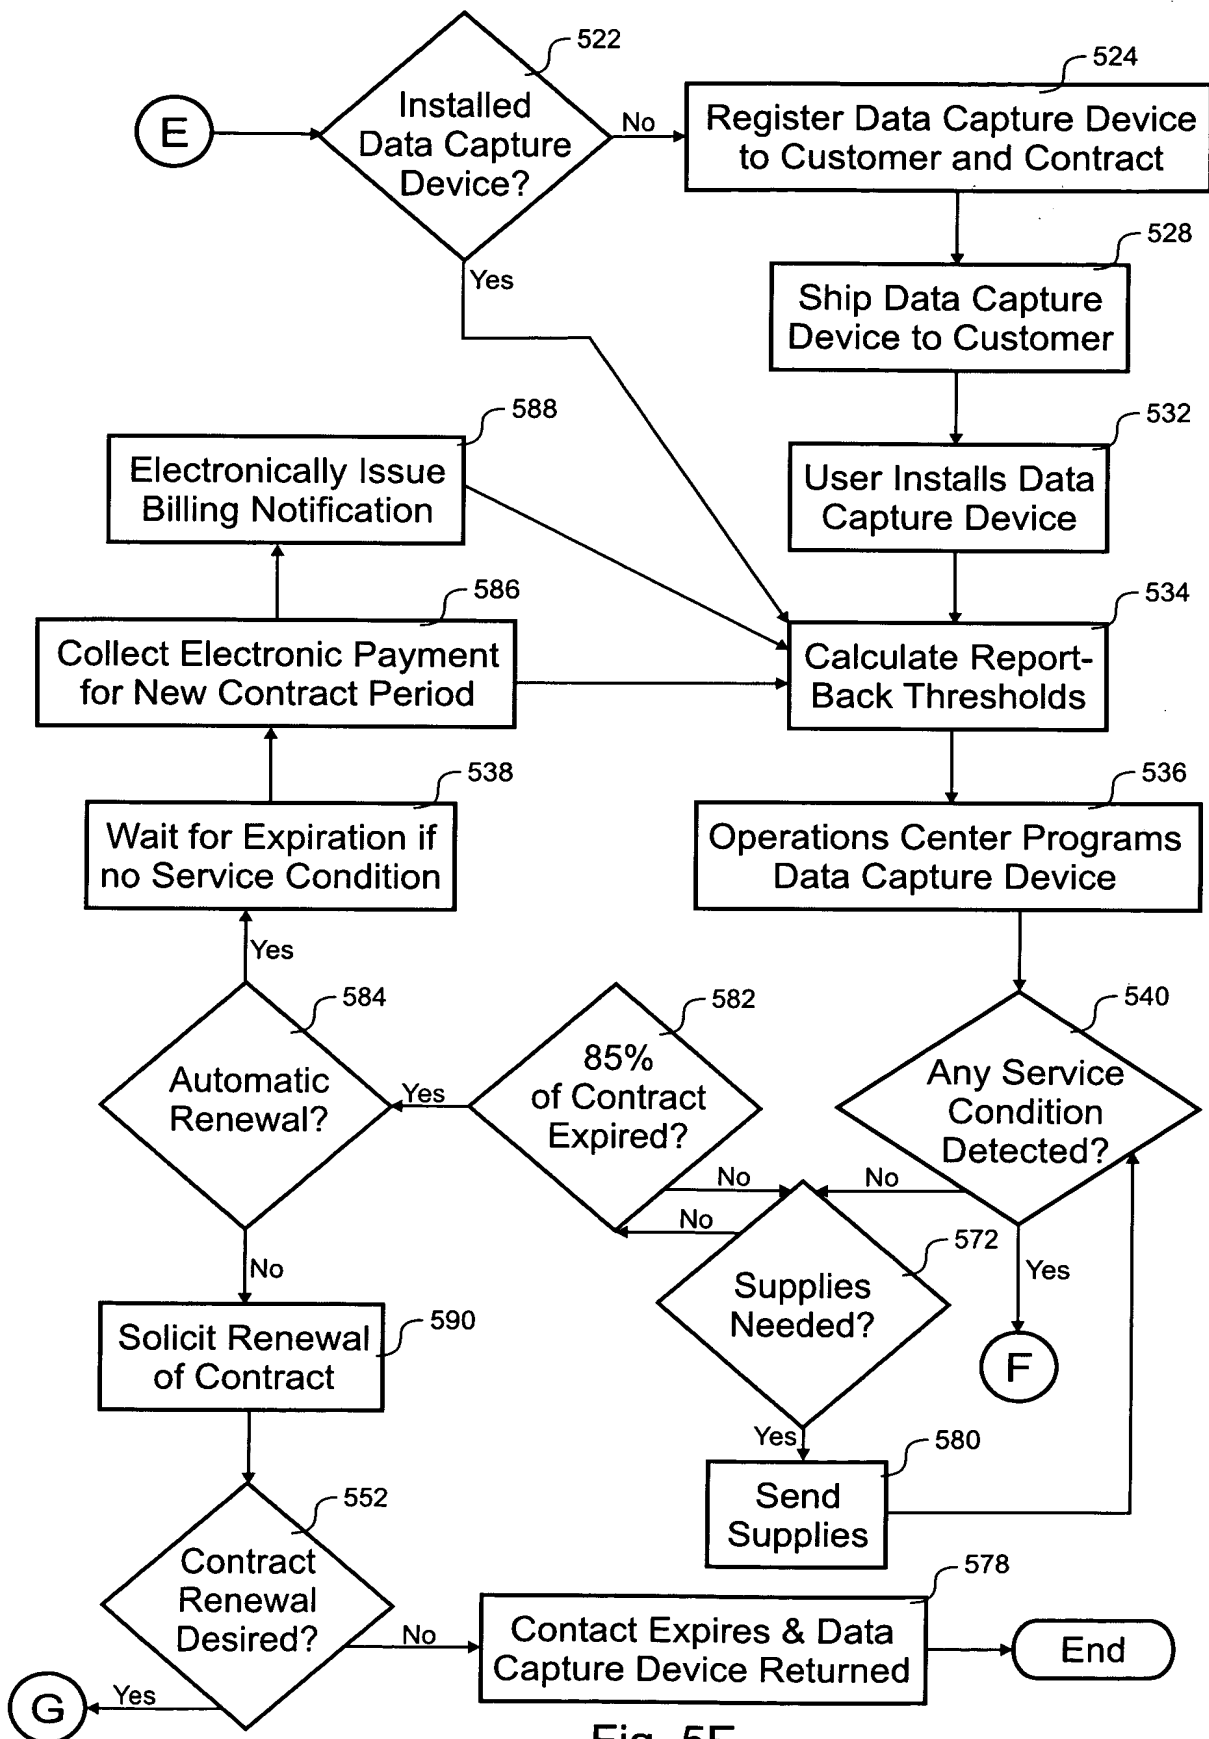 522
Installed
Data Capture
Device?
E
No
524
Register Data Capture Device
to Customer and Contract
Yes
528
Ship Data Capture
Device to Customer
588
Electronically Issue
Billing Notification
532
User Installs Data
Capture Device
586
Collect Electronic Payment
for New Contract Period
534
Calculate Report-
Back Thresholds
538
Wait for Expiration if
no Service Condition
536
Operations Center Programs
Data Capture Device
Yes
584
Automatic
Renewal?
Yes
582
85%
of Contract
Expired?
540
Any Service
Condition
Detected?
No
No
No
572
Supplies
Needed?
Yes
F
No
590
Solicit Renewal
of Contract
Yes
580
Send
Supplies
552
Contract
Renewal
Desired?
No
578
Contact Expires & Data
Capture Device Returned
End
Yes
G